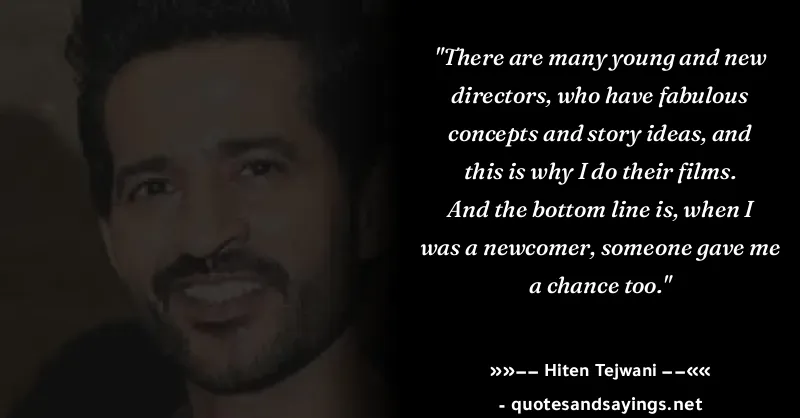 "There are many young and new
directors, who have fabulous
concepts and story ideas, and
this is why I do their films.
And the bottom line is, when I
was a newcomer, someone gave me
a chance too."
»»−− Hiten Tejwani −−««
- quotesandsayings.net